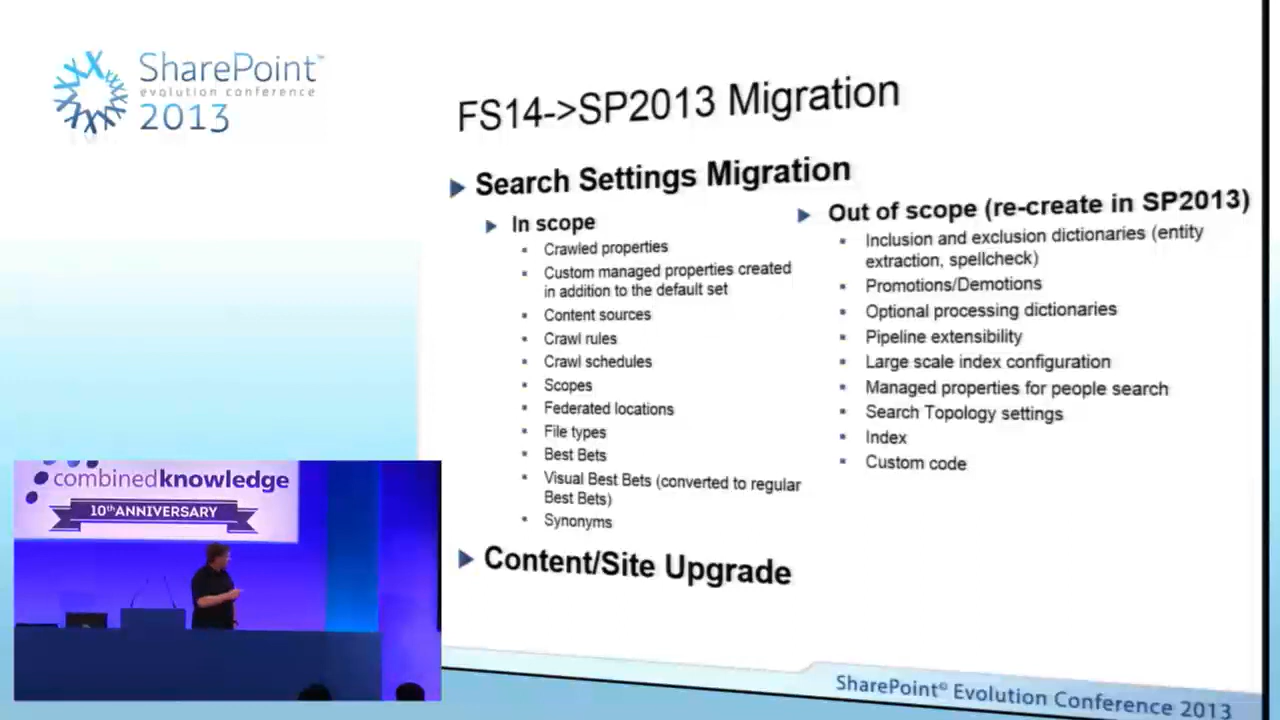 SharePoint™
evolution conference
2013
FS14->SP2013 Migration
Search Settings Migration
In scope
Crawled properties
Custom managed properties created
in addition to the default set
Content sources
Crawl rules
Crawl schedules
Scopes
Federated locations
File types
Best Bets
Visual Best Bets (converted to regular
Best Bets)
Synonyms
Out of scope (re-create in SP2013)
Inclusion and exclusion dictionaries (entity
extraction, spellcheck)
Promotions/Demotions
Optional processing dictionaries
Pipeline extensibility
Large scale index configuration
Managed properties for people search
Search Topology settings
Index
Custom code
Content/Site Upgrade
combinedknowledge
10th ANNIVERSARY
SharePoint® Evolution Conference 2013